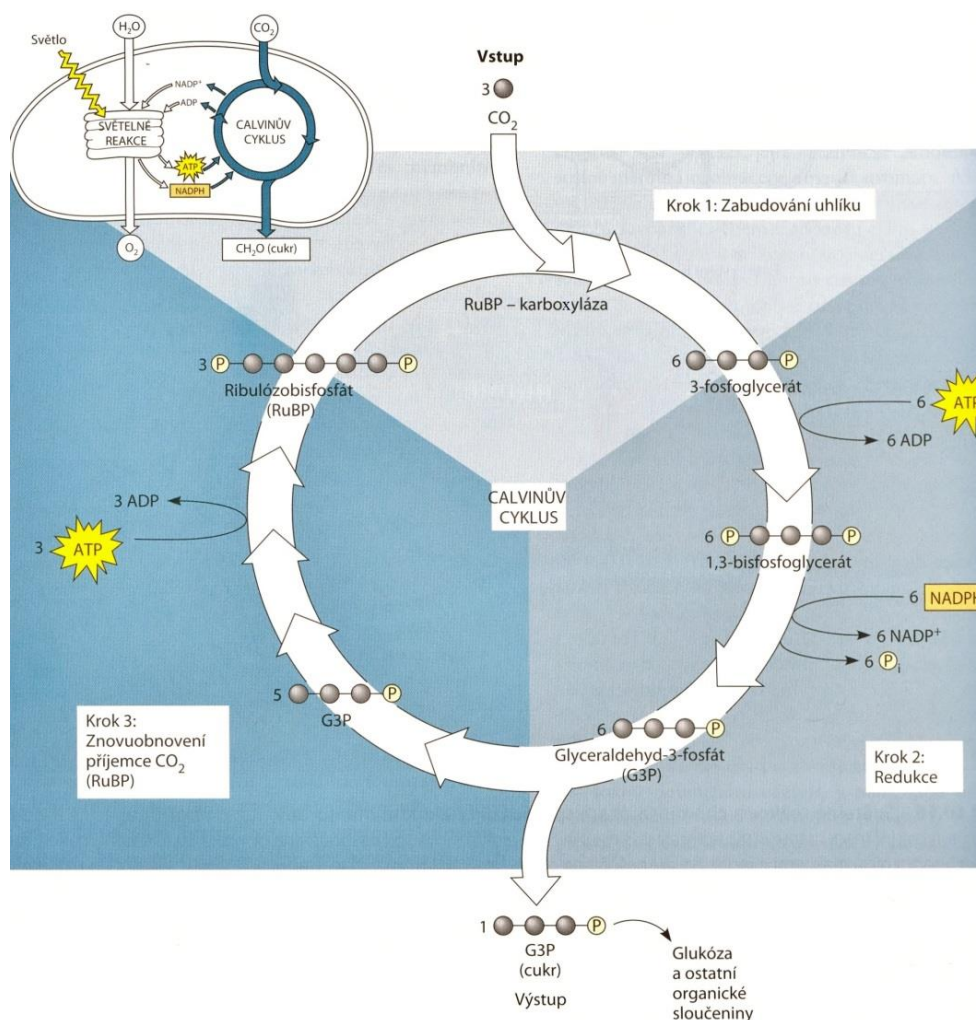 H₂O
CO₂
Světlo
NADP⁺
ADP
SVĚTELNÉ
REAKCE
CALVINŮV
CYKLUS
ATP
NADPH
O₂
CH₂O (cukr)
Vstup
3
CO₂
Krok 1: Zabudování uhlíku
RuBP – karboxyláza
3 P P
Ribulózobisfosfát
(RuBP)
6 P
3-fosfoglycerát
6 ATP
6 ADP
CALVINŮV
CYKLUS
3 ADP
3 ATP
6 P P
1,3-bisfosfoglycerát
6 NADPH
6 NADP⁺
6 Pᵢ
5 P
G3P
6 P
Glyceraldehyd-3-fosfát
(G3P)
Krok 3:
Znovuobnovení
příjemce CO₂
(RuBP)
Krok 2:
Redukce
1 P
G3P
(cukr)
Výstup
Glukóza
a ostatní
organické
sloučeniny